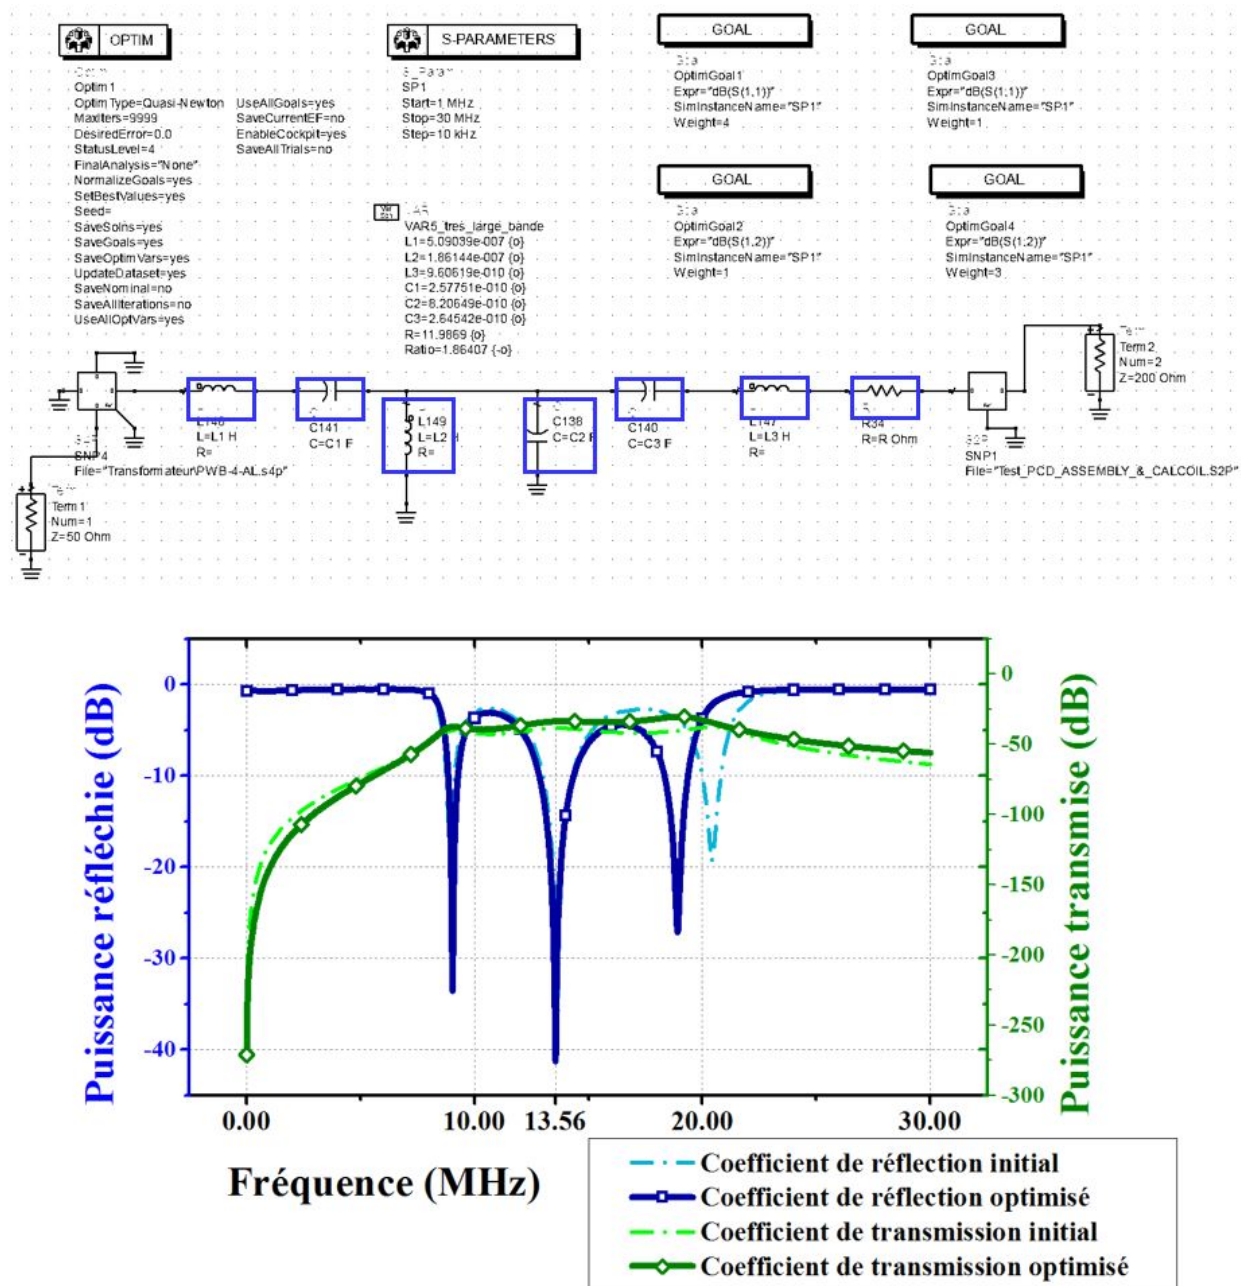 OPTIM
S-PARAMETERS
GOAL
GOAL
Optim1
OptimType=Quasi-Newton
MaxIters=9999
DesiredError=0.0
StatusLevel=4
FinalAnalysis="None"
NormalizeGoals=yes
SetBestValues=yes
Seed=
SaveSolns=yes
SaveGoals=yes
SaveOptimVars=yes
UpdateDataset=yes
SaveNominal=no
SaveAllIterations=no
UseAllOptVars=yes
UseAllGoals=yes
SaveCurrentEF=no
EnableCockpit=yes
SaveAllTrials=no
S_Param
SP1
Start=1 MHz
Stop=30 MHz
Step=10 kHz
OptimGoal1
Expr="dB(S(1,1))"
SimInstanceName="SP1"
Weight=4
OptimGoal3
Expr="dB(S(1,1))"
SimInstanceName="SP1"
Weight=1
GOAL
GOAL
OptimGoal2
Expr="dB(S(1,2))"
SimInstanceName="SP1"
Weight=1
OptimGoal4
Expr="dB(S(1,2))"
SimInstanceName="SP1"
Weight=3
VAR5_tres_large_bande
L1=5.09039e-007 {o}
L2=1.86144e-007 {o}
L3=9.60619e-010 {o}
C1=2.57751e-010 {o}
C2=8.20649e-010 {o}
C3=2.64542e-010 {o}
R=11.9869 {o}
Ratio=1.86407 {-o}
Term2
Num=2
Z=200 Ohm
L=L1 H
R=
C141
C=C1 F
L149
L=L2 H
R=
C138
C=C2 F
C140
C=C3 F
L147
L=L3 H
R=
R34
R=R Ohm
SNP4
File="Transformateur\PWB-4-AL.s4p"
SNP1
File="Test_PCD_ASSEMBLY_&_CALCOIL.S2P"
Term1
Num=1
Z=50 Ohm
Puissance réfléchie (dB)
0
-10
-20
-30
-40
0
-50
-100
-150
-200
-250
-300
Puissance transmise (dB)
0.00
10.00
13.56
20.00
30.00
Fréquence (MHz)
Coefficient de réflection initial
Coefficient de réflection optimisé
Coefficient de transmission initial
Coefficient de transmission optimisé